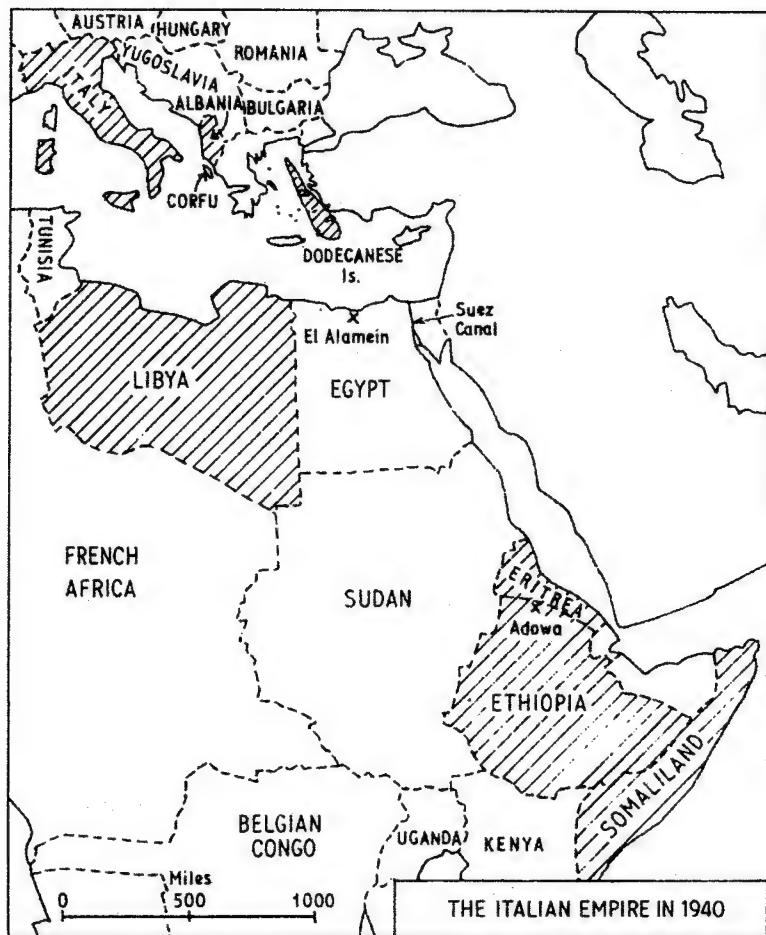 AUSTRIA
HUNGARY
ROMANIA
YUGOSLAVIA
ITALY
ALBANIA
BULGARIA
CORFU
TUNISIA
DODECANESE
Is.
Suez
Canal
El Alamein
LIBYA
EGYPT
FRENCH
AFRICA
SUDAN
ERITREA
Adowa
ETHIOPIA
SOMALILAND
BELGIAN
CONGO
UGANDA
KENYA
Miles
0 500 1000
THE ITALIAN EMPIRE IN 1940